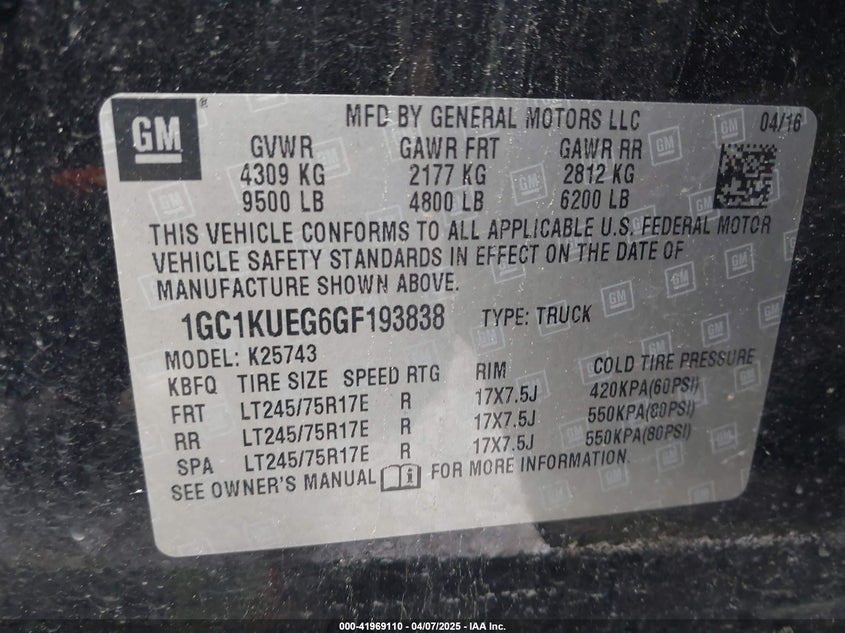 GM ®
MFD BY GENERAL MOTORS LLC 04/16
GVWR GAWR FRT GAWR RR
4309 KG 2177 KG 2812 KG
9500 LB 4800 LB 6200 LB
THIS VEHICLE CONFORMS TO ALL APPLICABLE U.S. FEDERAL MOTOR
VEHICLE SAFETY STANDARDS IN EFFECT ON THE DATE OF
MANUFACTURE SHOWN ABOVE.
1GC1KUEG6GF193838 TYPE: TRUCK
MODEL: K25743
KBFQ TIRE SIZE SPEED RTG RIM COLD TIRE PRESSURE
FRT LT245/75R17E R 17X7.5J 420KPA(60PSI)
RR LT245/75R17E R 17X7.5J 550KPA(80PSI)
SPA LT245/75R17E R 17X7.5J 550KPA(80PSI)
SEE OWNER'S MANUAL FOR MORE INFORMATION
000-41969110 - 04/07/2025 - IAA Inc.